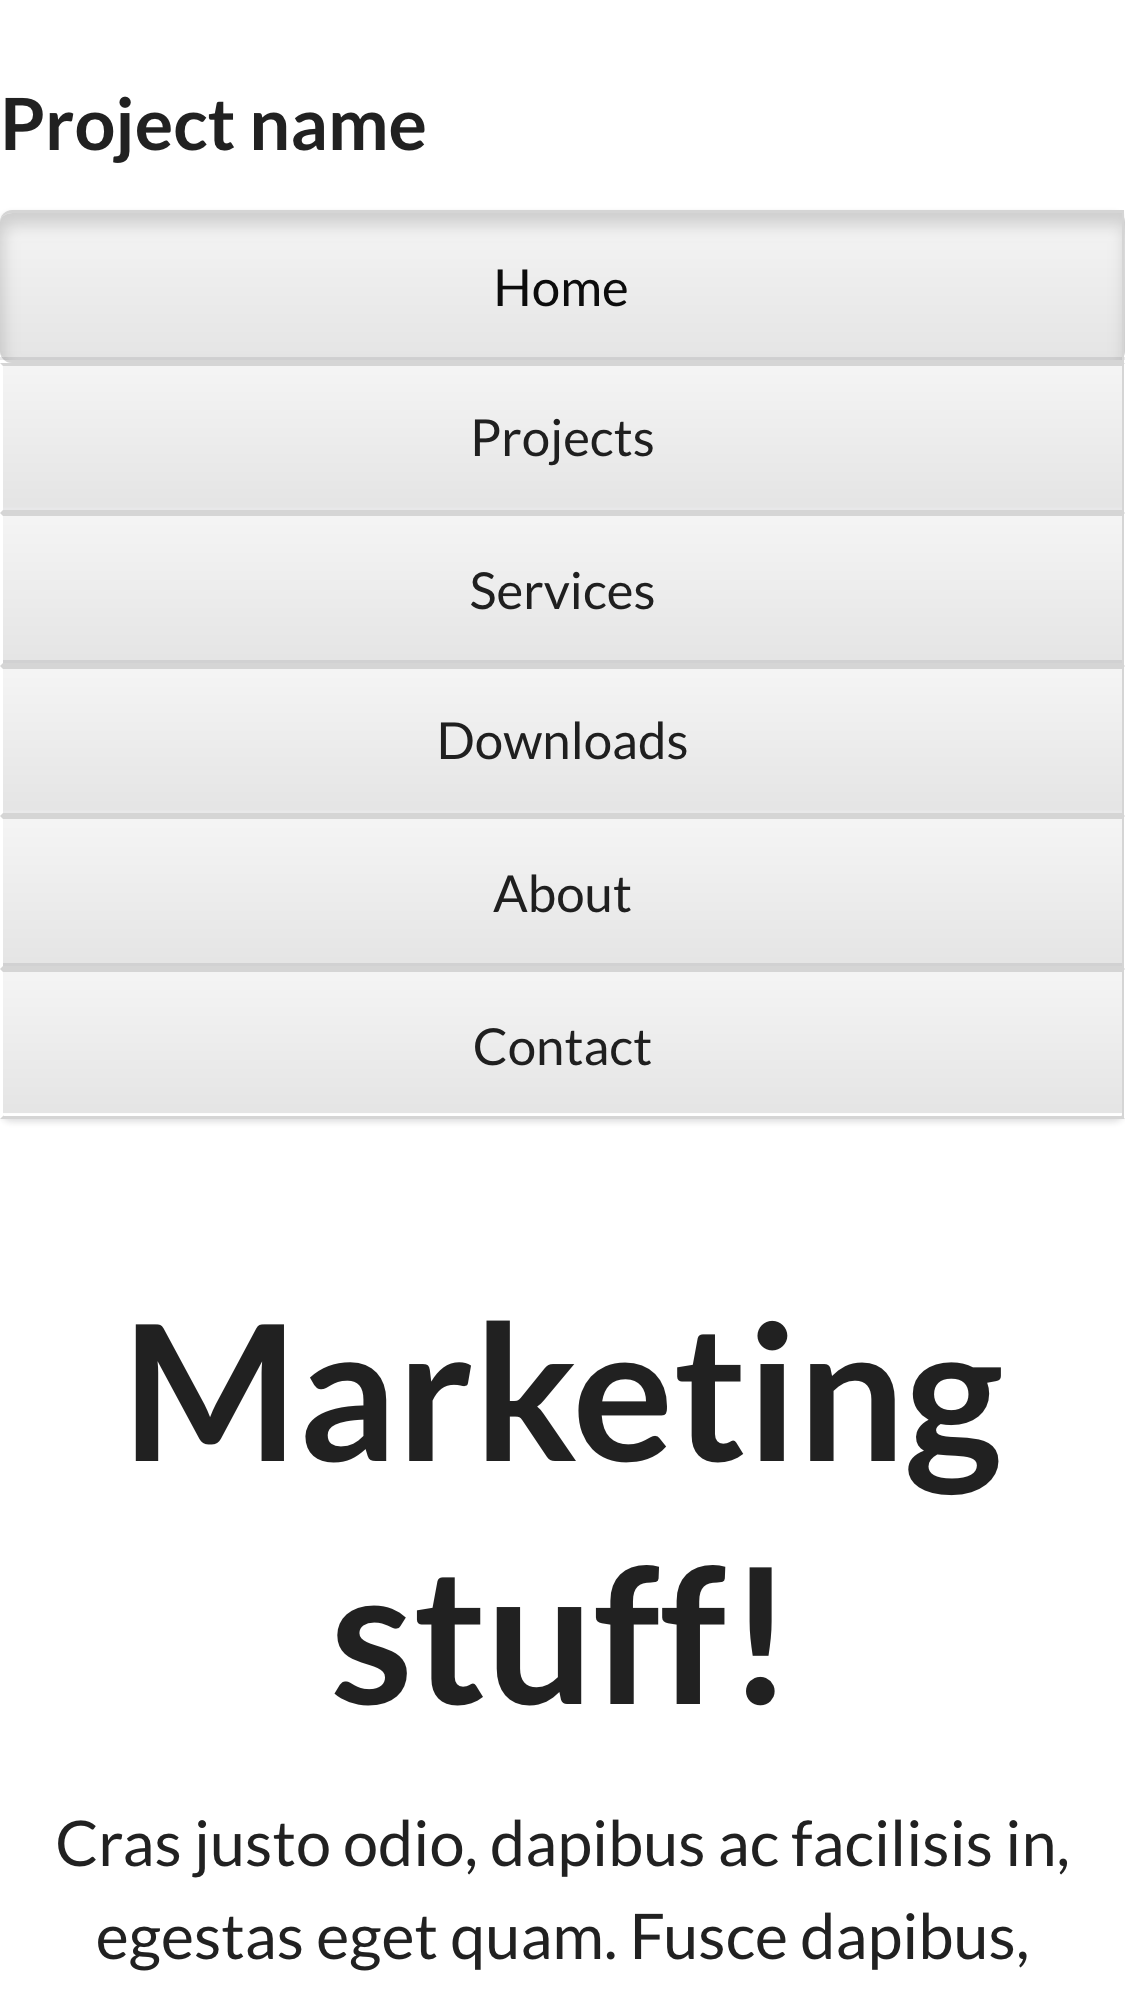 Project name
Home
Projects
Services
Downloads
About
Contact
Marketing
stuff!
Cras justo odio, dapibus ac facilisis in,
egestas eget quam. Fusce dapibus,